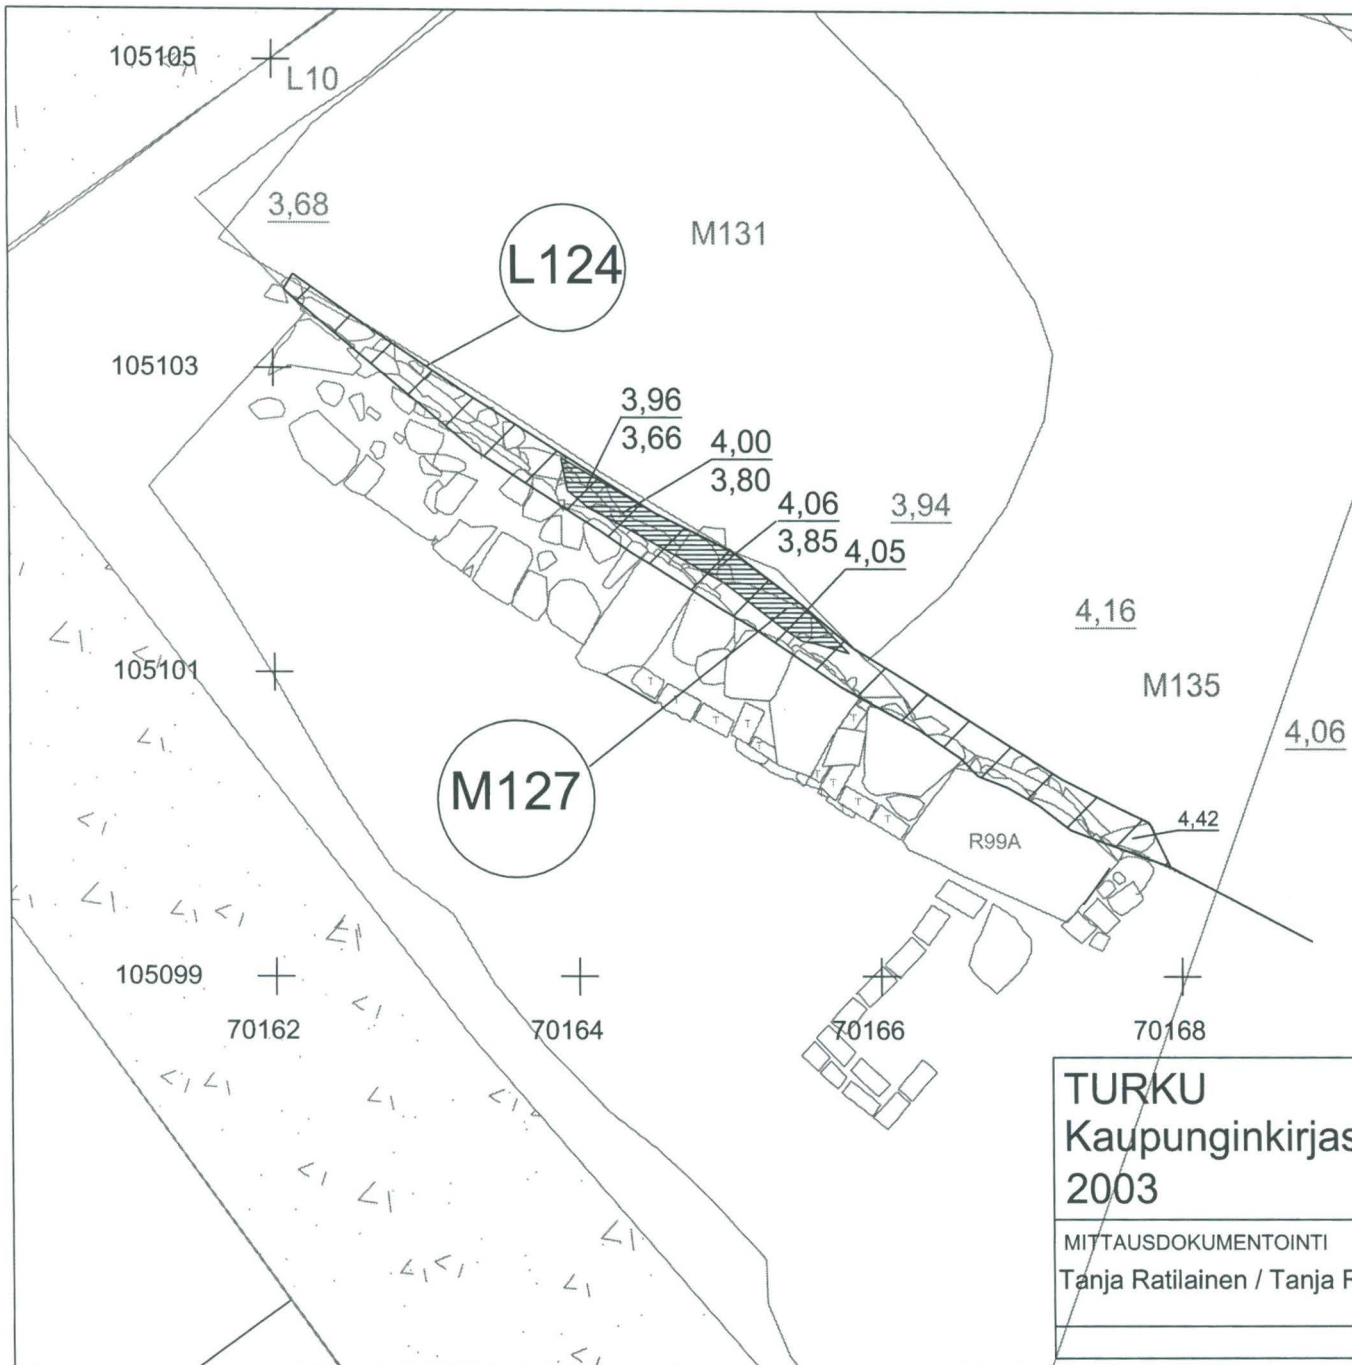 105105
L10
3,68
M131
L124
105103
3,96
3,66
4,00
3,80
4,06
3,85
3,94
4,05
4,16
105101
M135
4,06
M127
4,42
R99A
T
T
T
T
T
T
T
T
T
105099
70162
70164
70166
70168
TURKU
Kaupunginkirjas
2003
MITTAUSDOKUMENTOINTI
Tanja Ratilainen / Tanja